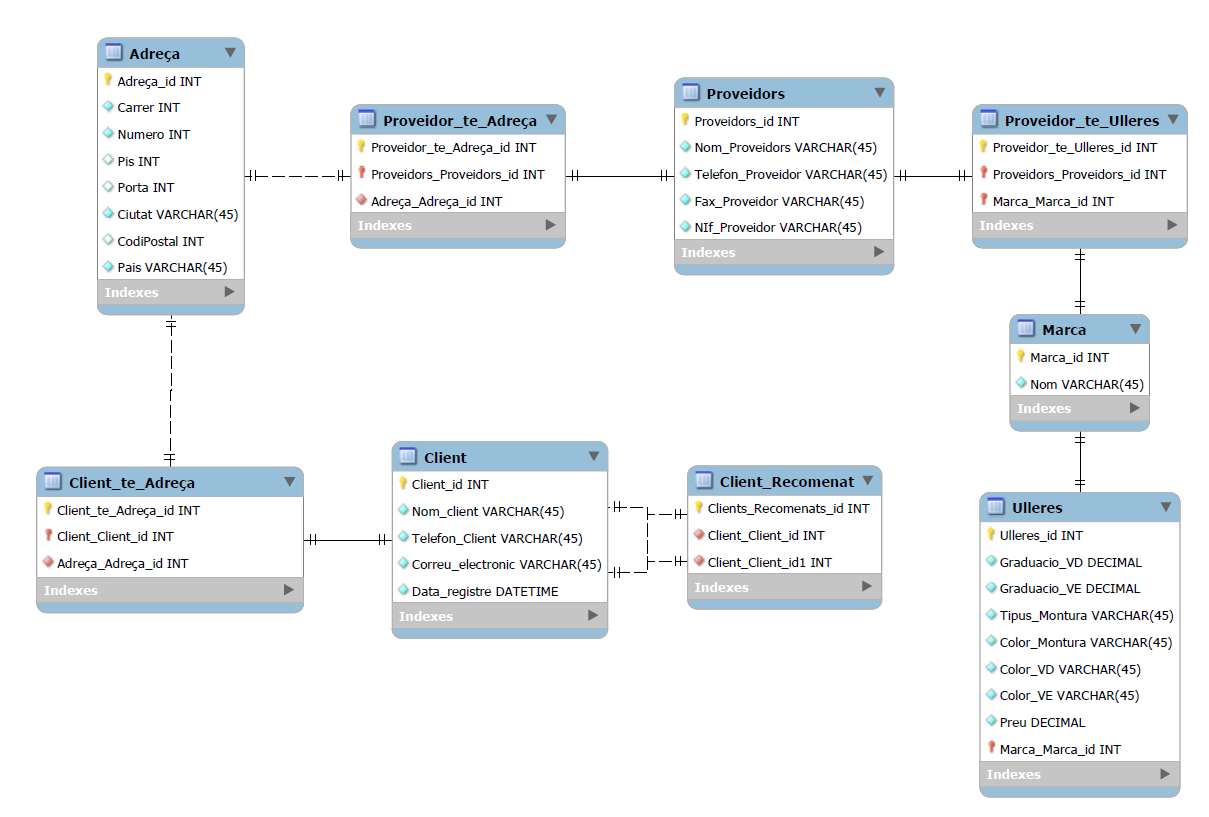 Adreça
Adreça_id INT
Carrer INT
Numero INT
Pis INT
Porta INT
Ciutat VARCHAR(45)
CodiPostal INT
Pais VARCHAR(45)
Indexes
Proveidor_te_Adreça
Proveidor_te_Adreça_id INT
Proveidors_Proveidors_id INT
Adreça_Adreça_id INT
Indexes
Proveidors
Proveidors_id INT
Nom_Proveidors VARCHAR(45)
Telefon_Proveidor VARCHAR(45)
Fax_Proveidor VARCHAR(45)
NIf_Proveidor VARCHAR(45)
Indexes
Proveidor_te_Ulleres
Proveidor_te_Ulleres_id INT
Proveidors_Proveidors_id INT
Marca_Marca_id INT
Indexes
Marca
Marca_id INT
Nom VARCHAR(45)
Indexes
Client_te_Adreça
Client_te_Adreça_id INT
Client_Client_id INT
Adreça_Adreça_id INT
Indexes
Client
Client_id INT
Nom_client VARCHAR(45)
Telefon_Client VARCHAR(45)
Correu_electronic VARCHAR(45)
Data_registre DATETIME
Indexes
Client_Recomenat
Clients_Recomenats_id INT
Client_Client_id INT
Client_Client_id1 INT
Indexes
Ulleres
Ulleres_id INT
Graduacio_VD DECIMAL
Graduacio_VE DECIMAL
Tipus_Montura VARCHAR(45)
Color_Montura VARCHAR(45)
Color_VD VARCHAR(45)
Color_VE VARCHAR(45)
Preu DECIMAL
Marca_Marca_id INT
Indexes